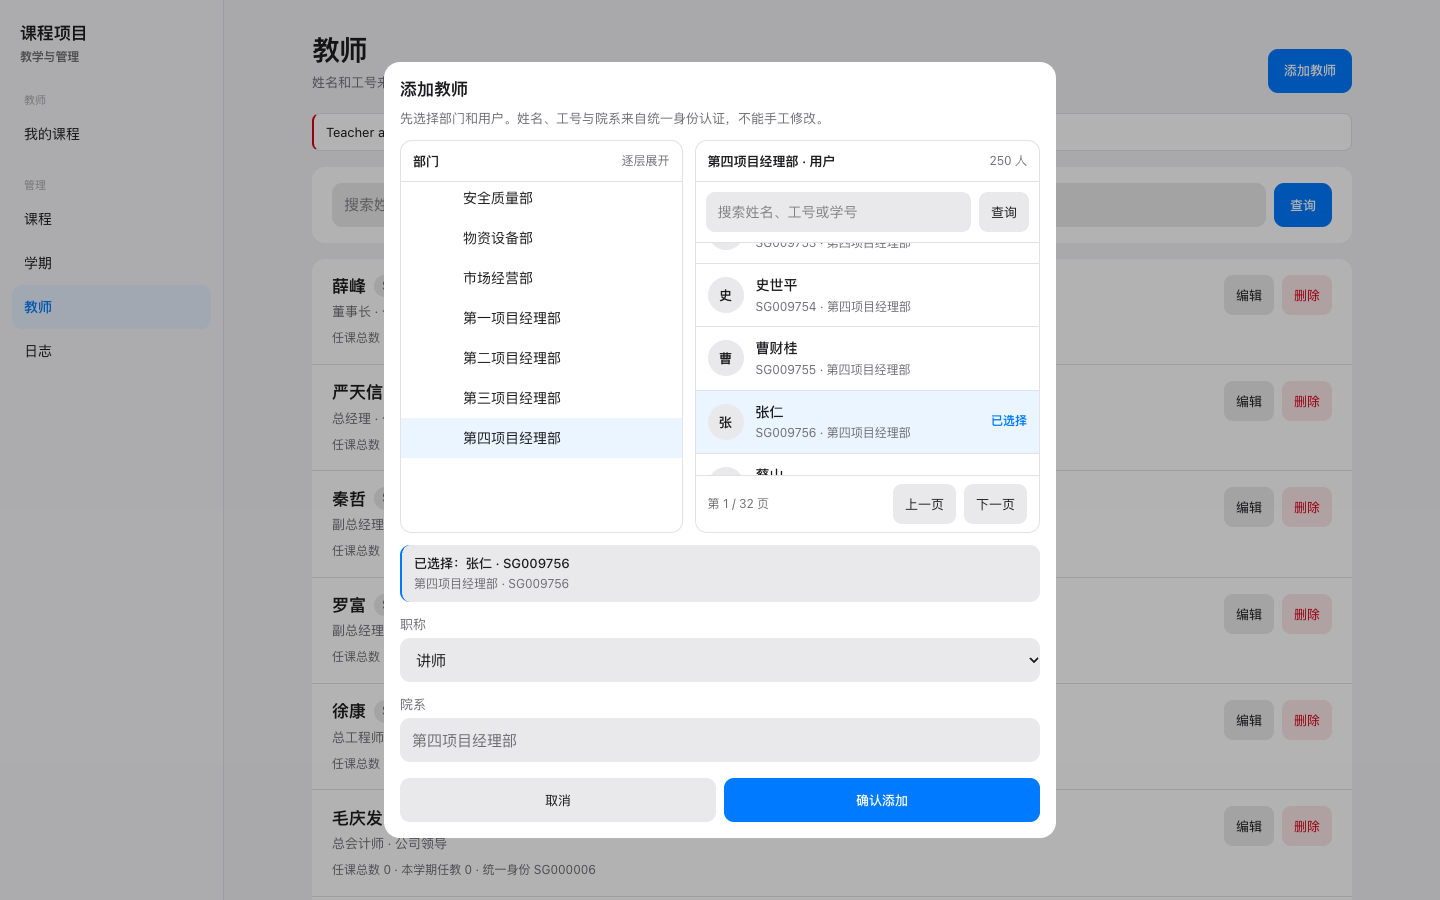 课程项目
教学与管理
教师
我的课程
管理
课程
学期
教师
日志
教师
姓名和工号来
添加教师
Teacher a
搜索姓
查询
薛峰
董事长 ·
任课总数
编辑
删除
严天信
总经理 ·
任课总数
编辑
删除
秦哲
副总经理
任课总数
编辑
删除
罗富
副总经理
任课总数
编辑
删除
徐康
总工程师
任课总数
编辑
删除
毛庆发
总会计师 · 公司领导
任课总数 0 · 本学期任教 0 · 统一身份 SG000006
编辑
删除
添加教师
先选择部门和用户。姓名、工号与院系来自统一身份认证，不能手工修改。
部门
逐层展开
安全质量部
物资设备部
市场经营部
第一项目经理部
第二项目经理部
第三项目经理部
第四项目经理部
第四项目经理部 · 用户
250 人
搜索姓名、工号或学号
查询
SG009753 · 第四项目经理部
史
史世平
SG009754 · 第四项目经理部
曹
曹财桂
SG009755 · 第四项目经理部
张
张仁
SG009756 · 第四项目经理部
已选择
蔡山
第 1 / 32 页
上一页
下一页
已选择：张仁 · SG009756
第四项目经理部 · SG009756
职称
讲师
院系
第四项目经理部
取消
确认添加